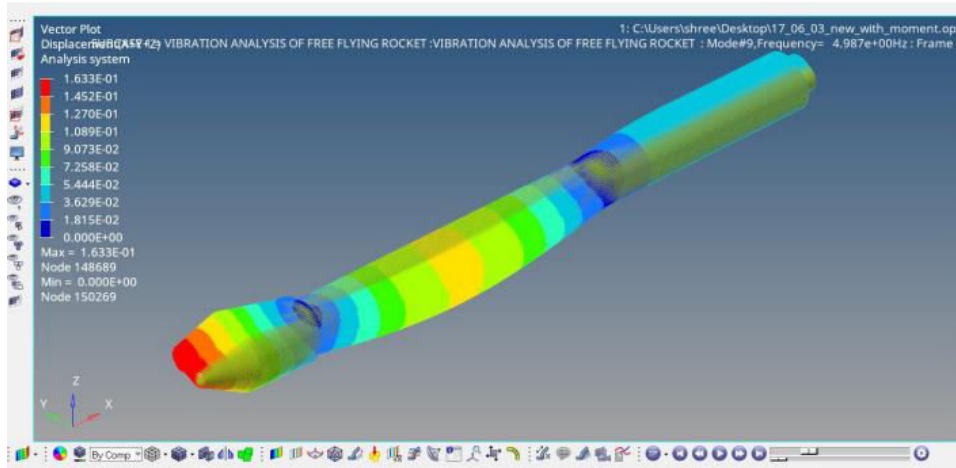 Vector Plot
1: C:\Users\shree\Desktop\17_06_03_new_with_moment.op
VIBRATION ANALYSIS OF FREE FLYING ROCKET :VIBRATION ANALYSIS OF FREE FLYING ROCKET : Mode#9,Frequency= 4.987e+00Hz : Frame
Analysis system
1.633E-01
1.452E-01
1.270E-01
1.089E-01
9.073E-02
7.258E-02
5.444E-02
3.629E-02
1.815E-02
0.000E+00
Max = 1.633E-01
Node 148689
Min = 0.000E+00
Node 150269
Z
Y
X
By Comp